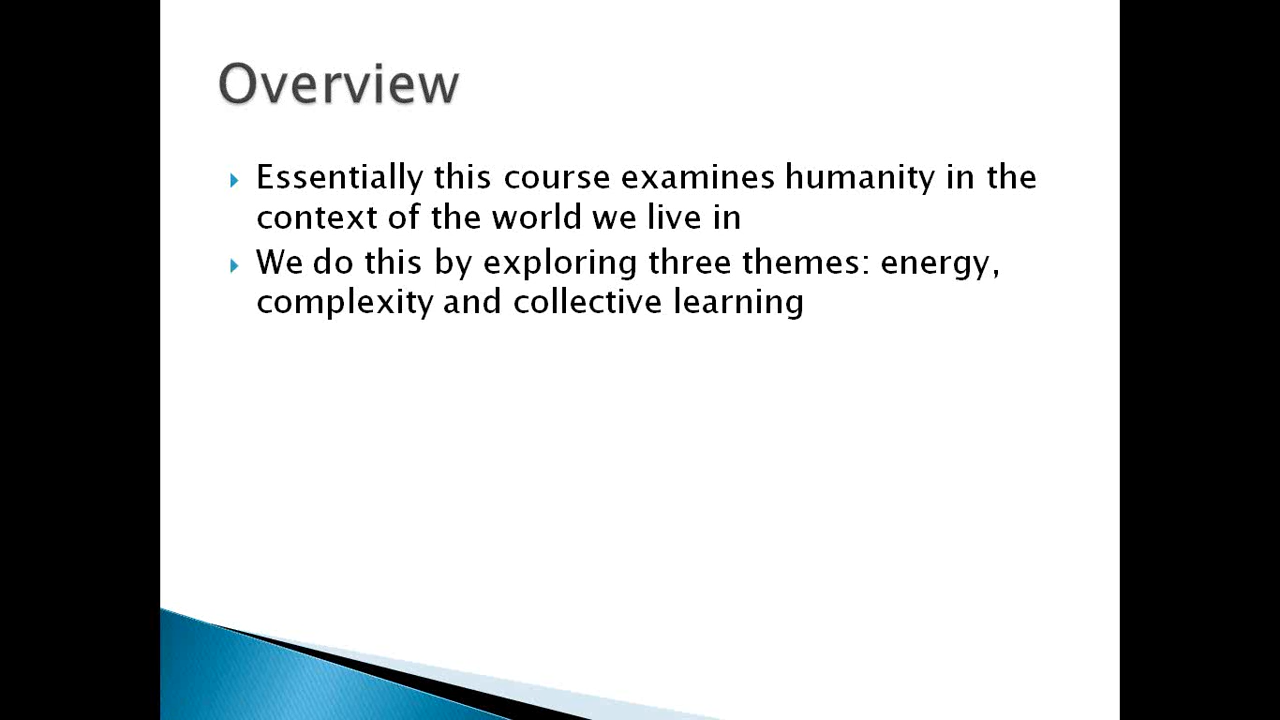 Overview
Essentially this course examines humanity in the
context of the world we live in
We do this by exploring three themes: energy,
complexity and collective learning